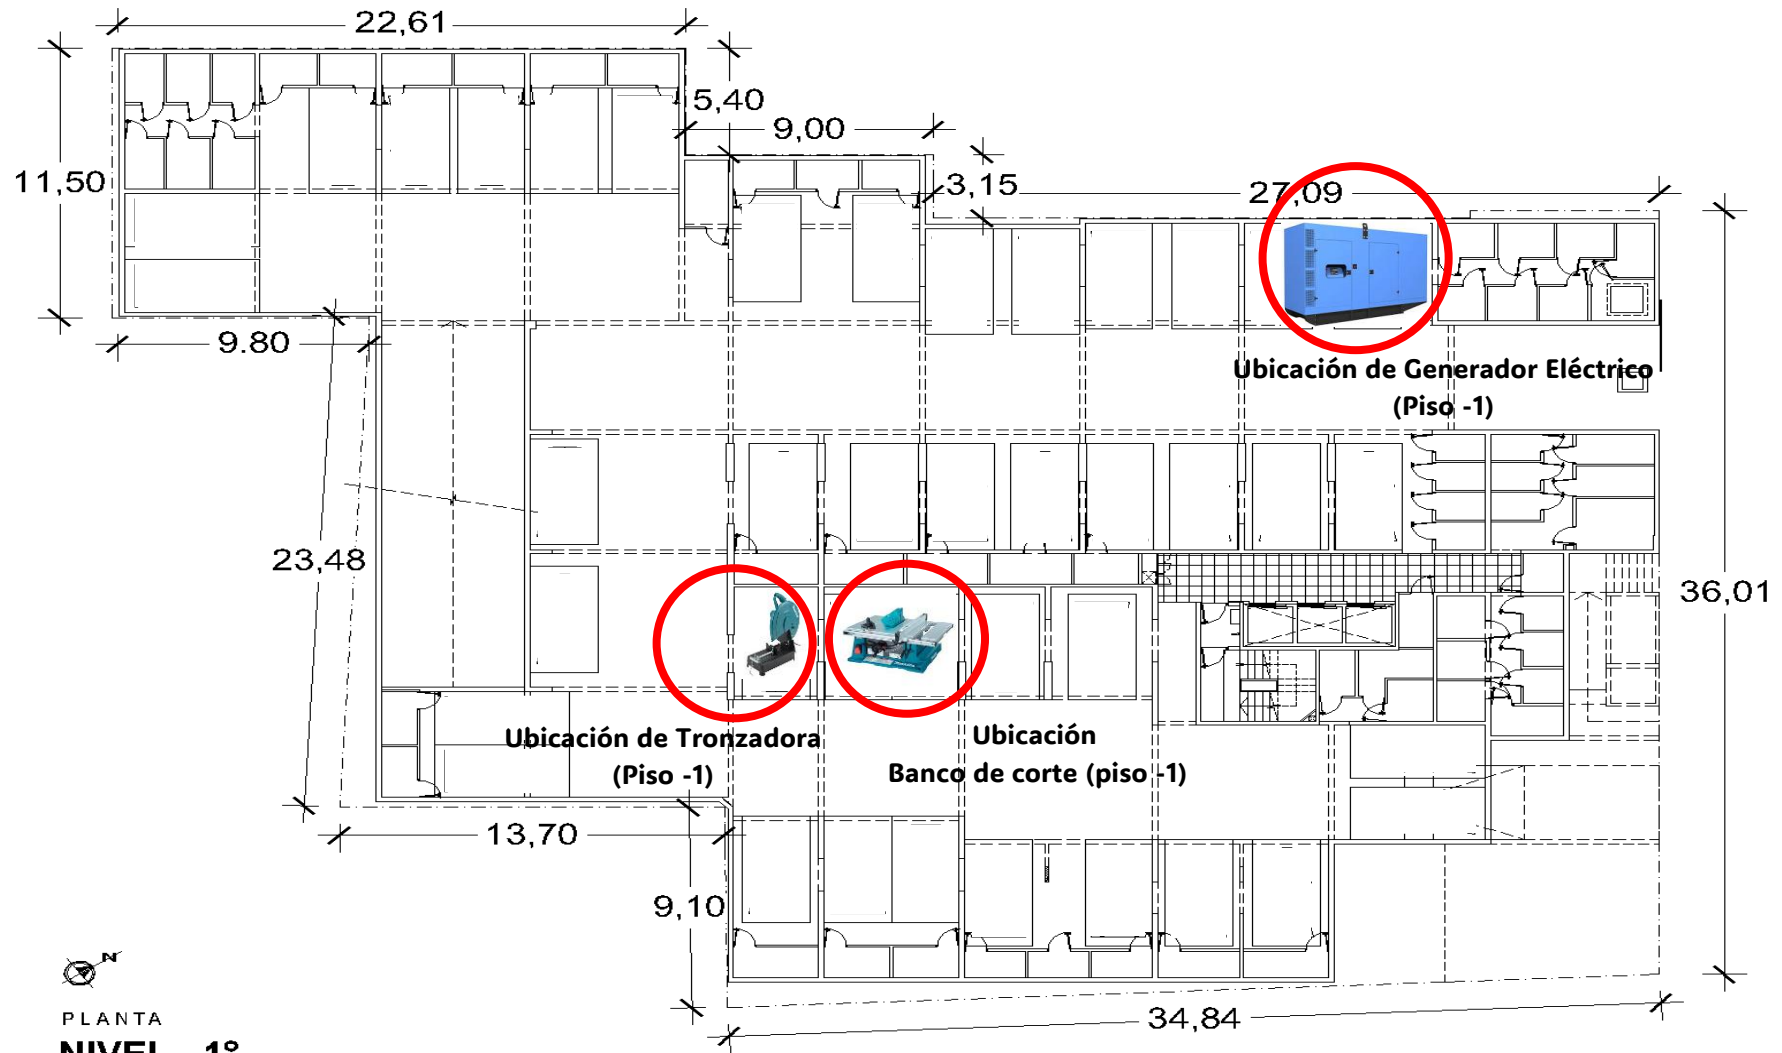 22,61
5,40
9,00
11,50
3,15
27,09
9.80
Ubicación de Generador Eléctrico
(Piso -1)
23,48
36,01
Ubicación de Tronzadora
(Piso -1)
Ubicación
Banco de corte (piso -1)
13,70
9,10
N
34,84
PLANTA
NIVEL - 1°